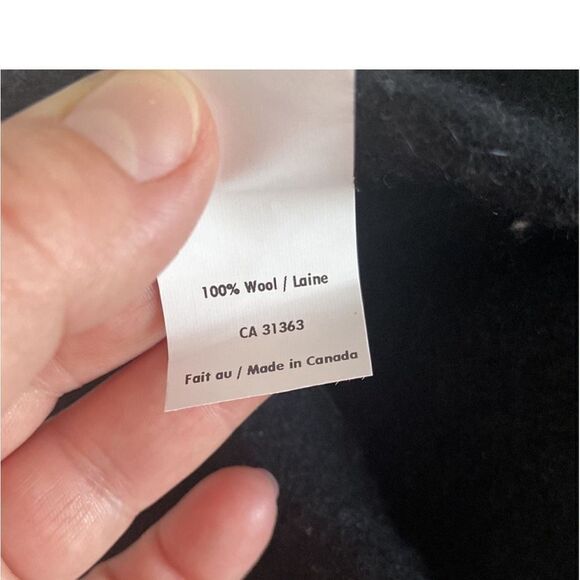 100% Wool / Laine
CA 31363
Fait au / Made in Canada